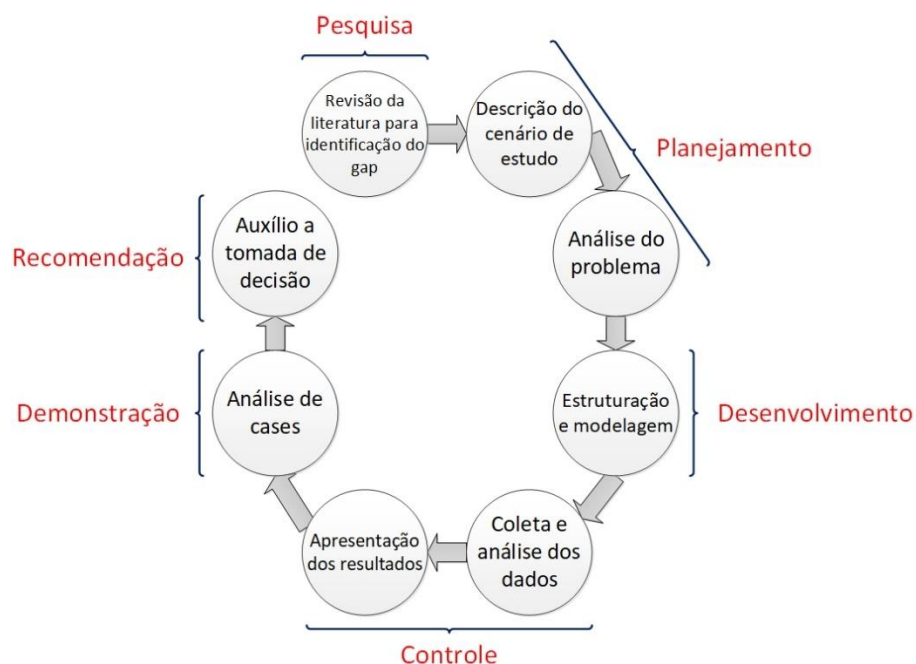 Pesquisa
Revisão da
literatura para
identificação do
gap
Descrição do
cenário de
estudo
Planejamento
Análise do
problema
Estruturação
e modelagem
Desenvolvimento
Coleta e
análise dos
dados
Apresentação
dos resultados
Controle
Análise de
cases
Demonstração
Auxílio a
tomada de
decisão
Recomendação